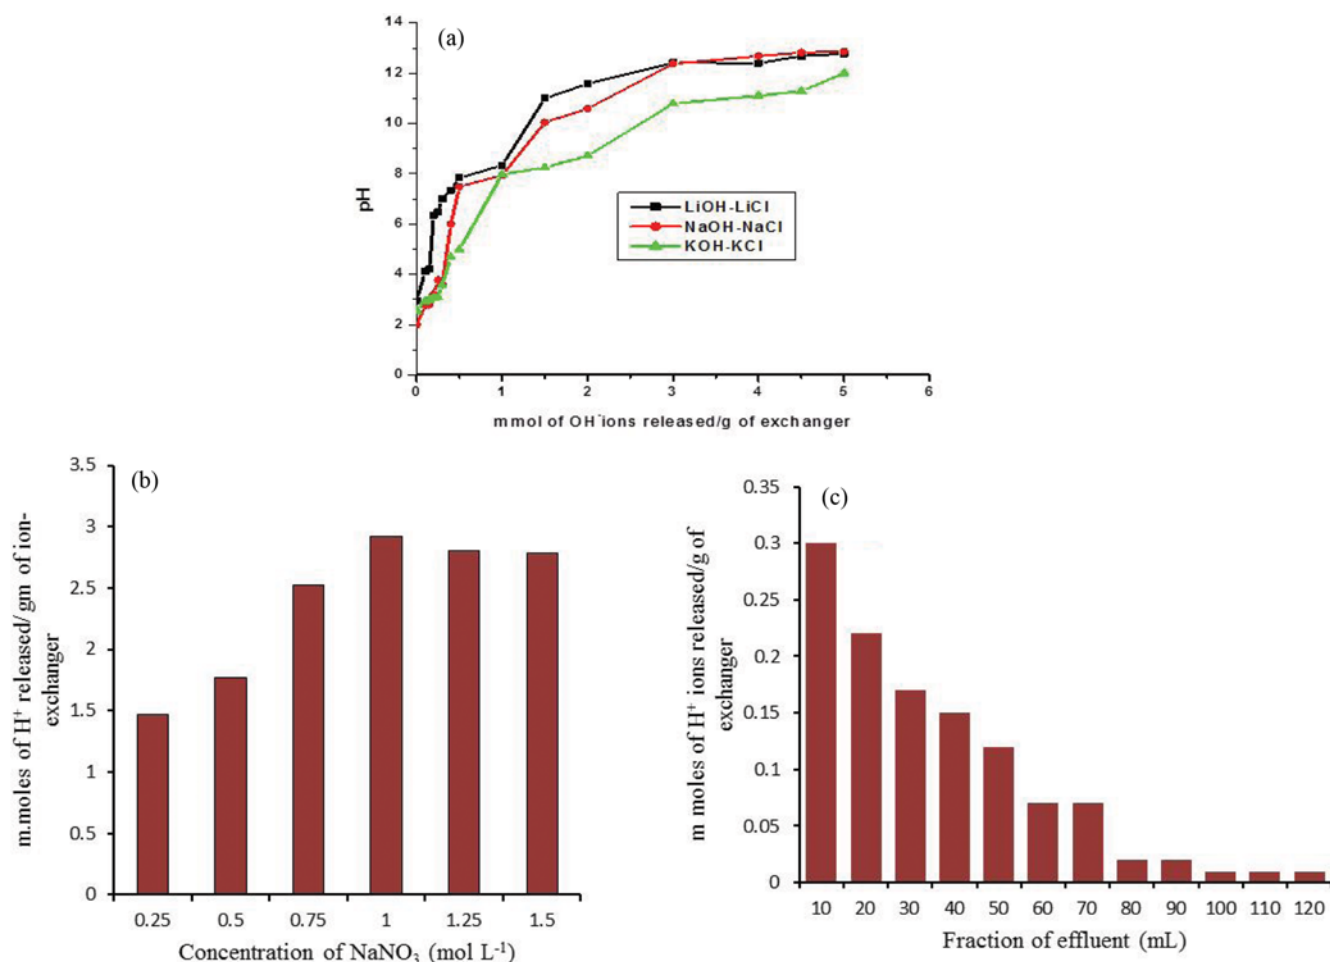 (a)
14
12
10
8
6
4
2
0
pH
LiOH-LiCl
NaOH-NaCl
KOH-KCl
0 1 2 3 4 5 6
mmol of OH⁻ions released/g of exchanger
(b)
3.5
3
2.5
2
1.5
1
0.5
0
m.moles of H⁺ released/gm of ion-
exchanger
0.25 0.5 0.75 1 1.25 1.5
Concentration of NaNO₃ (mol L⁻¹)
(c)
0.35
0.3
0.25
0.2
0.15
0.1
0.05
0
m moles of H⁺ ions released/g of
exchanger
10 20 30 40 50 60 70 80 90 100 110 120
Fraction of effluent (mL)